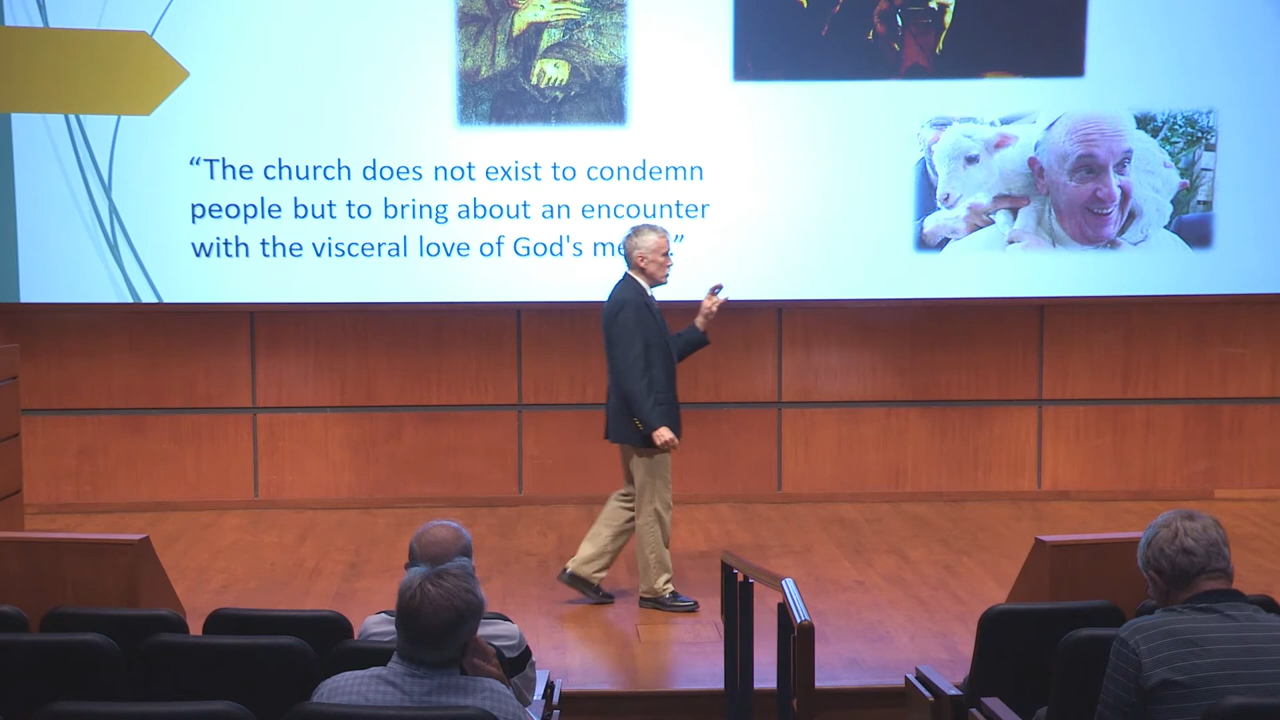 “The church does not exist to condemn
people but to bring about an encounter
with the visceral love of God's me ”